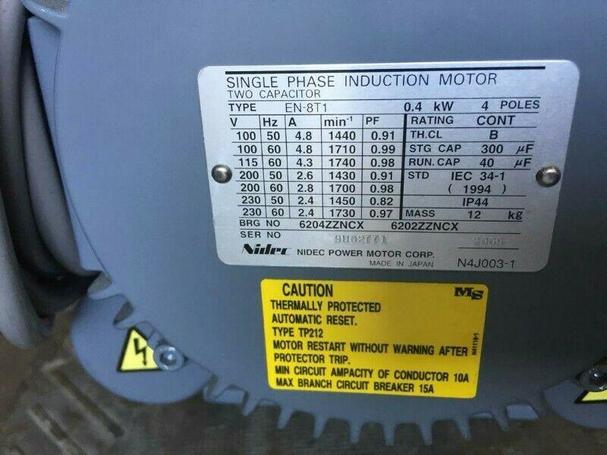 SINGLE PHASE INDUCTION MOTOR
TWO CAPACITOR
TYPE EN-8T1 0.4 kW 4 POLES
V Hz A min⁻¹ PF RATING CONT
100 50 4.8 1440 0.91 TH.CL B
100 60 4.8 1710 0.99 STG CAP 300 μF
115 60 4.3 1740 0.98 RUN.CAP 40 μF
200 50 2.6 1430 0.91 STD IEC 34-1
200 60 2.8 1700 0.98 (1994)
230 50 2.4 1450 0.82 IP44
230 60 2.4 1730 0.97 MASS 12 kg
BRG NO 6204ZZNCX 6202ZZNCX
SER NO
Nidec NIDEC POWER MOTOR CORP.
MADE IN JAPAN N4J003-1
CAUTION MS
THERMALLY PROTECTED
AUTOMATIC RESET.
TYPE TP212
MOTOR RESTART WITHOUT WARNING AFTER
PROTECTOR TRIP.
MIN CIRCUIT AMPACITY OF CONDUCTOR 10A
MAX BRANCH CIRCUIT BREAKER 15A